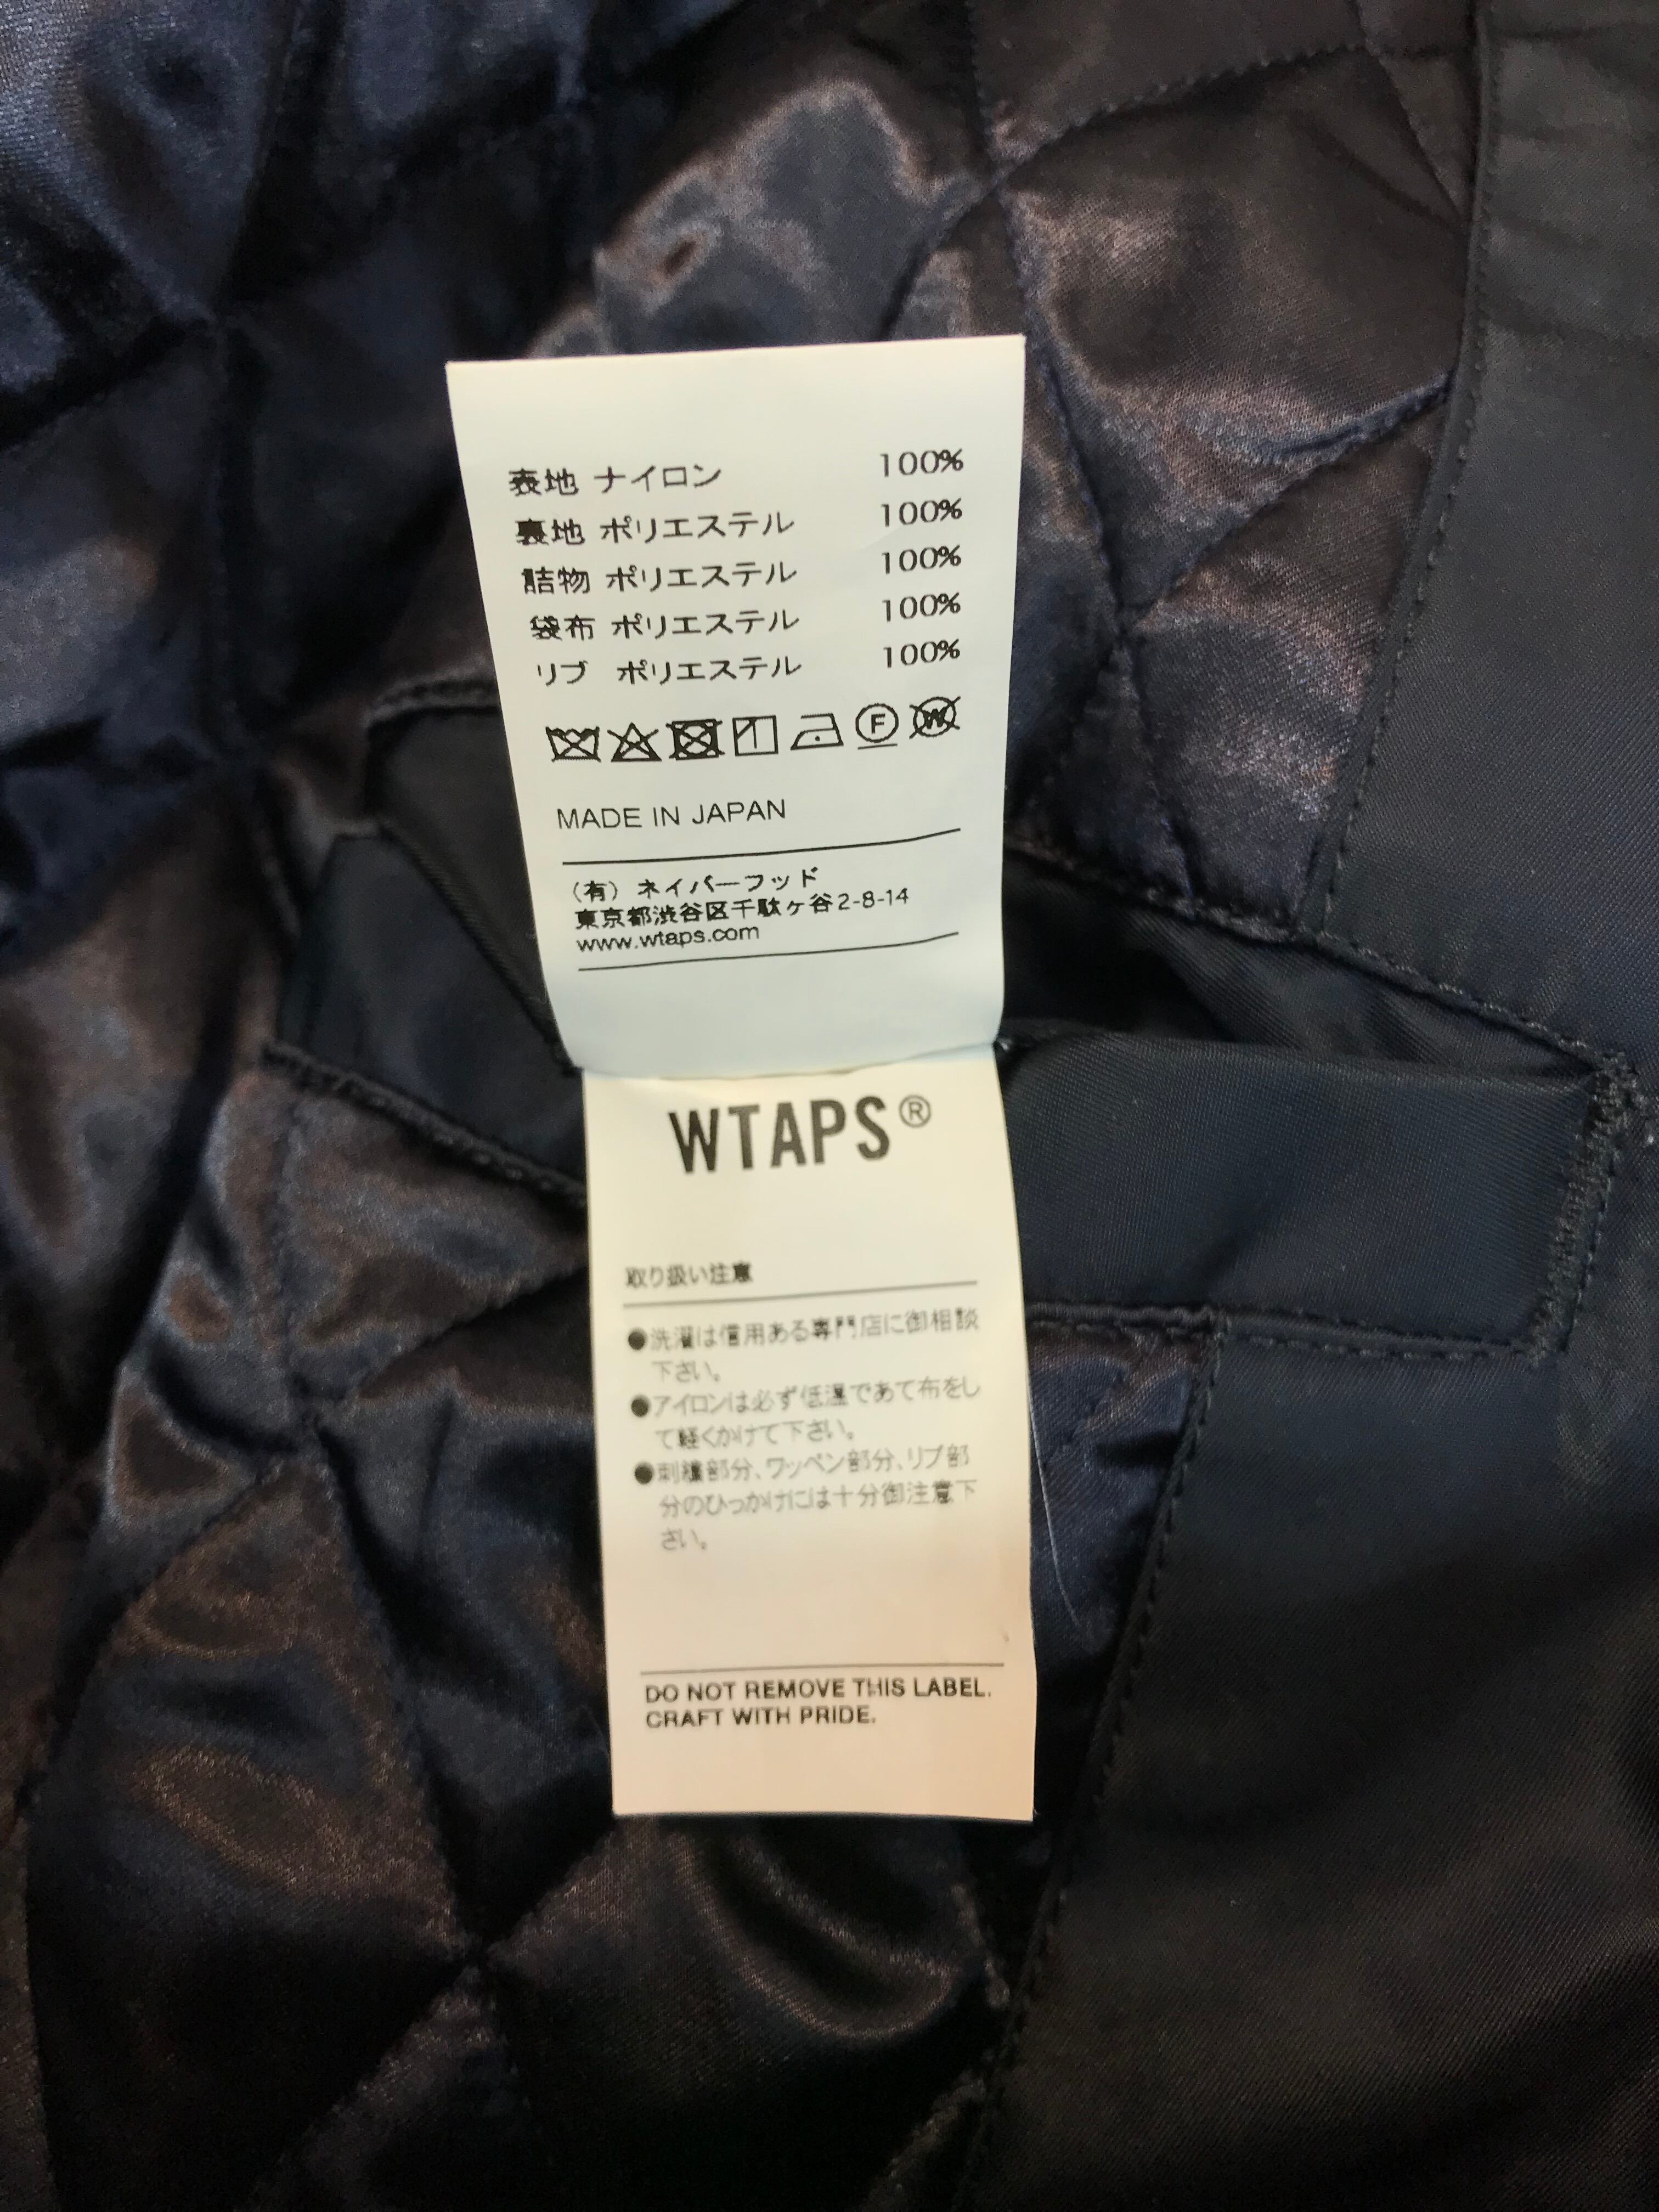 表地 ナイロン 100%
裏地 ポリエステル 100%
詰物 ポリエステル 100%
袋布 ポリエステル 100%
リブ ポリエステル 100%
F W
MADE IN JAPAN
(有) ネイバーフッド
東京都渋谷区千駄ヶ谷2-8-14
www.wtaps.com
WTAPS®
取り扱い注意
●洗濯は信用ある専門店に御相談
下さい。
●アイロンは必ず低温であて布をし
て軽くかけて下さい。
●刺繍部分、ワッペン部分、リブ部
分のひっかけには十分御注意下
さい。
DO NOT REMOVE THIS LABEL.
CRAFT WITH PRIDE.